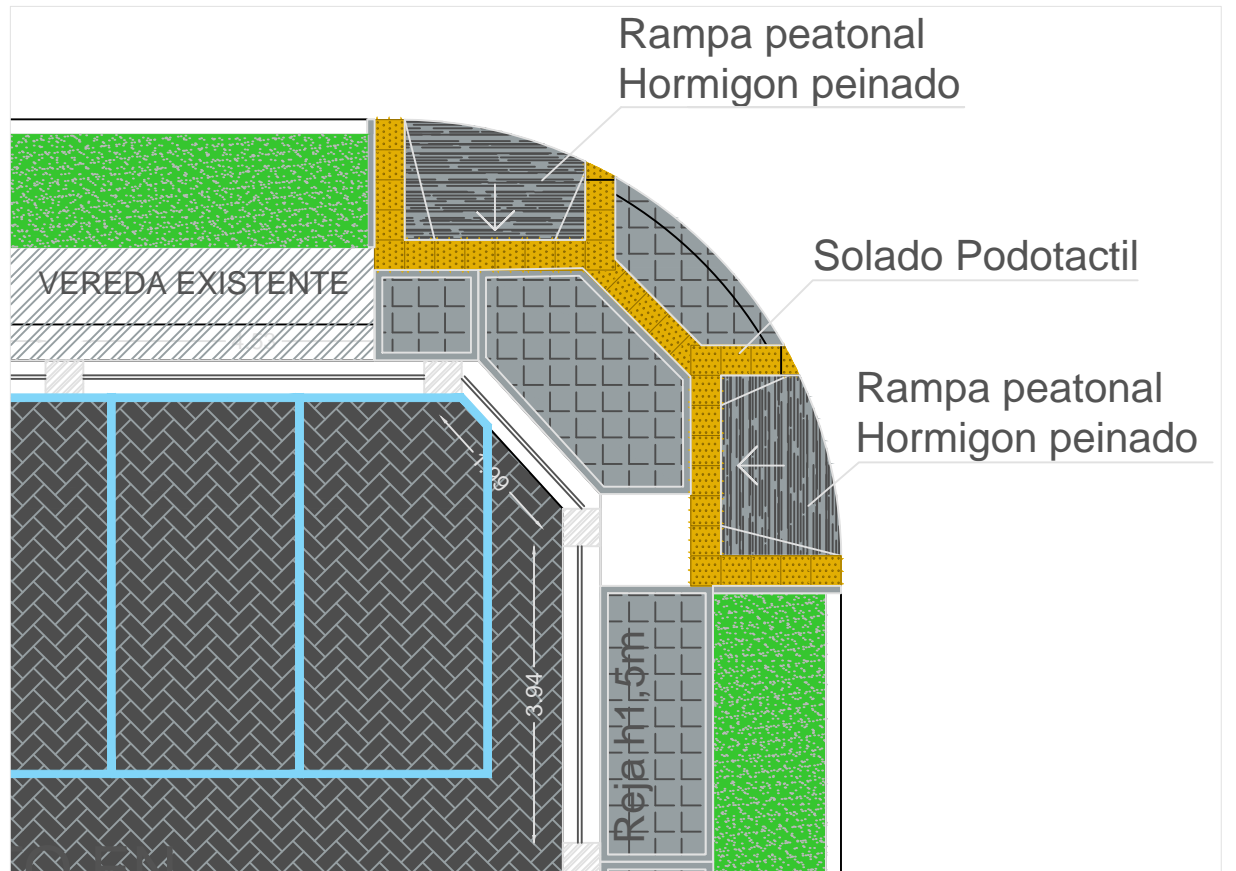 Rampa peatonal
Hormigon peinado
Solado Podotactil
VEREDA EXISTENTE
Rampa peatonal
Hormigon peinado
3.94
Reja h1,5m